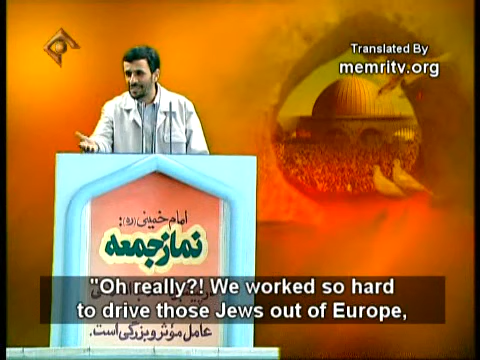 Translated By
memritv.org
امام خمینی (ره):
نماز جمعه
"Oh really?! We worked so hard
to drive those Jews out of Europe,
عامل مؤثر و بزرگی است.